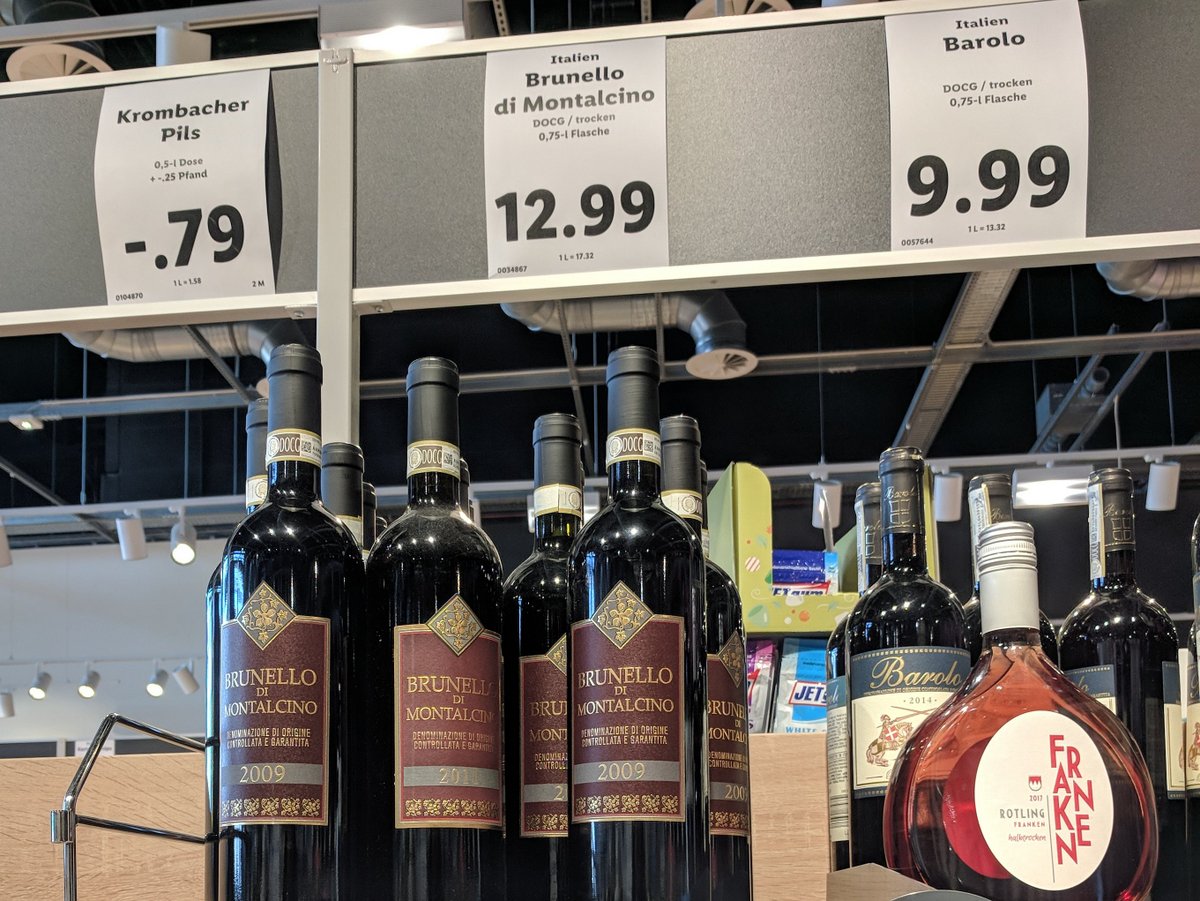 Krombacher
Pils
0,5-l Dose
+ -.25 Pfand
-.79
1 L = 1.58
0104870
2 M
Italien
Brunello
di Montalcino
DOCG / trocken
0,75-l Flasche
12.99
1 L = 17.32
0034867
Italien
Barolo
DOCG / trocken
0,75-l Flasche
9.99
1 L = 13.32
0057644
DOCG
DOCG
DOCG
BRUNELLO
DI
MONTALCINO
DENOMINAZIONE DI ORIGINE
CONTROLLATA E GARANTITA
2009
BRUNELLO
DI
MONTALCINO
DENOMINAZIONE DI ORIGINE
CONTROLLATA E GARANTITA
BRUNELLO
DI
MONTALCINO
DENOMINAZIONE DI ORIGINE
CONTROLLATA E GARANTITA
2009
Barolo
DENOMINAZIONE DI ORIGINE CONTROLLATA
2014
FRANKEN
2017
ROTLING
FRANKEN
halbtrocken